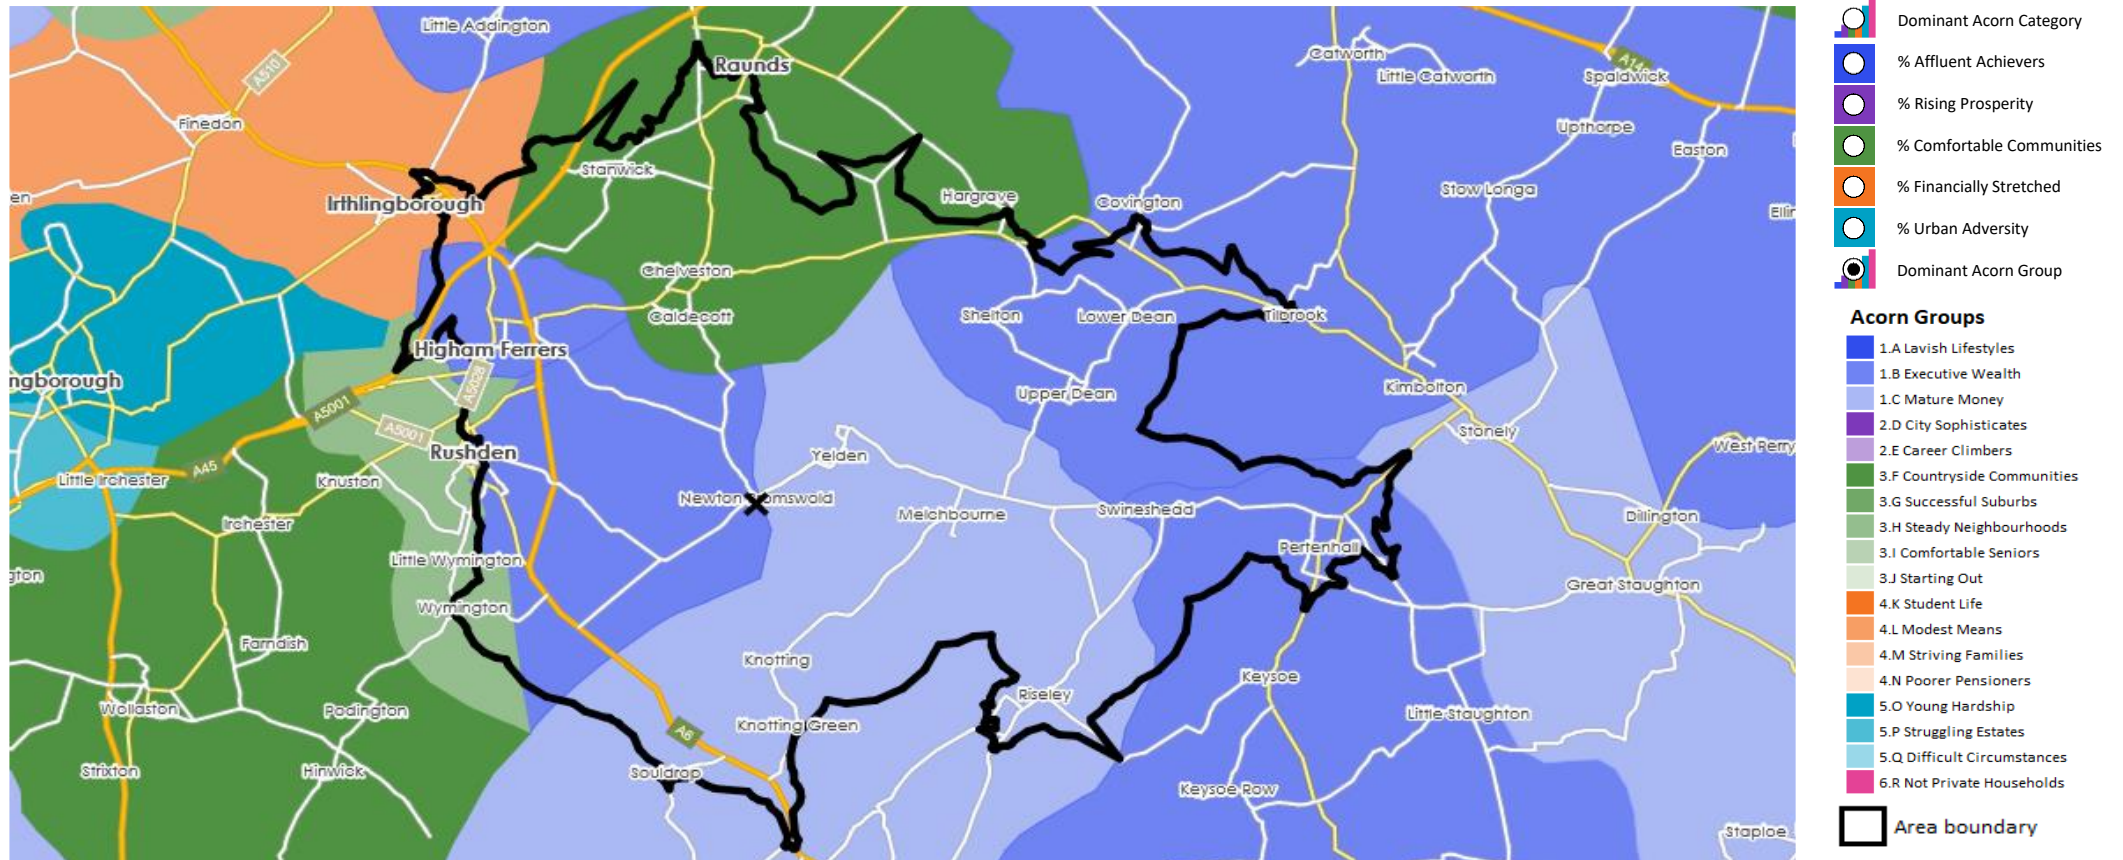 Little Addington
Raunds
Catworth
Little Catworth
A14
Spaldwick
A510
Finedon
Upthorpe
Easton
Stanwick
Stow Longa
en
Irthlingborough
Hargrave
Covington
Ellin
Chelveston
Caldecott
Shelton
Lower Dean
Tilbrook
Higham Ferrers
ngborough
A5028
Upper Dean
Kimbolton
A5001
A5001
Stonely
Rushden
Yelden
West Perry
A45
Little Irchester
Knuston
Newton Bromswold
Melchbourne
Swineshead
Dillington
Irchester
Pertenhall
Little Wymington
gton
Great Staughton
Wymington
Farndish
Knotting
Keysoe
Riseley
Wollaston
Podington
Knotting Green
Little Staughton
A6
Strixton
Hinwick
Souldrop
Keysoe Row
Staploe
Dominant Acorn Category
% Affluent Achievers
% Rising Prosperity
% Comfortable Communities
% Financially Stretched
% Urban Adversity
Dominant Acorn Group
Acorn Groups
1.A Lavish Lifestyles
1.B Executive Wealth
1.C Mature Money
2.D City Sophisticates
2.E Career Climbers
3.F Countryside Communities
3.G Successful Suburbs
3.H Steady Neighbourhoods
3.I Comfortable Seniors
3.J Starting Out
4.K Student Life
4.L Modest Means
4.M Striving Families
4.N Poorer Pensioners
5.O Young Hardship
5.P Struggling Estates
5.Q Difficult Circumstances
6.R Not Private Households
Area boundary